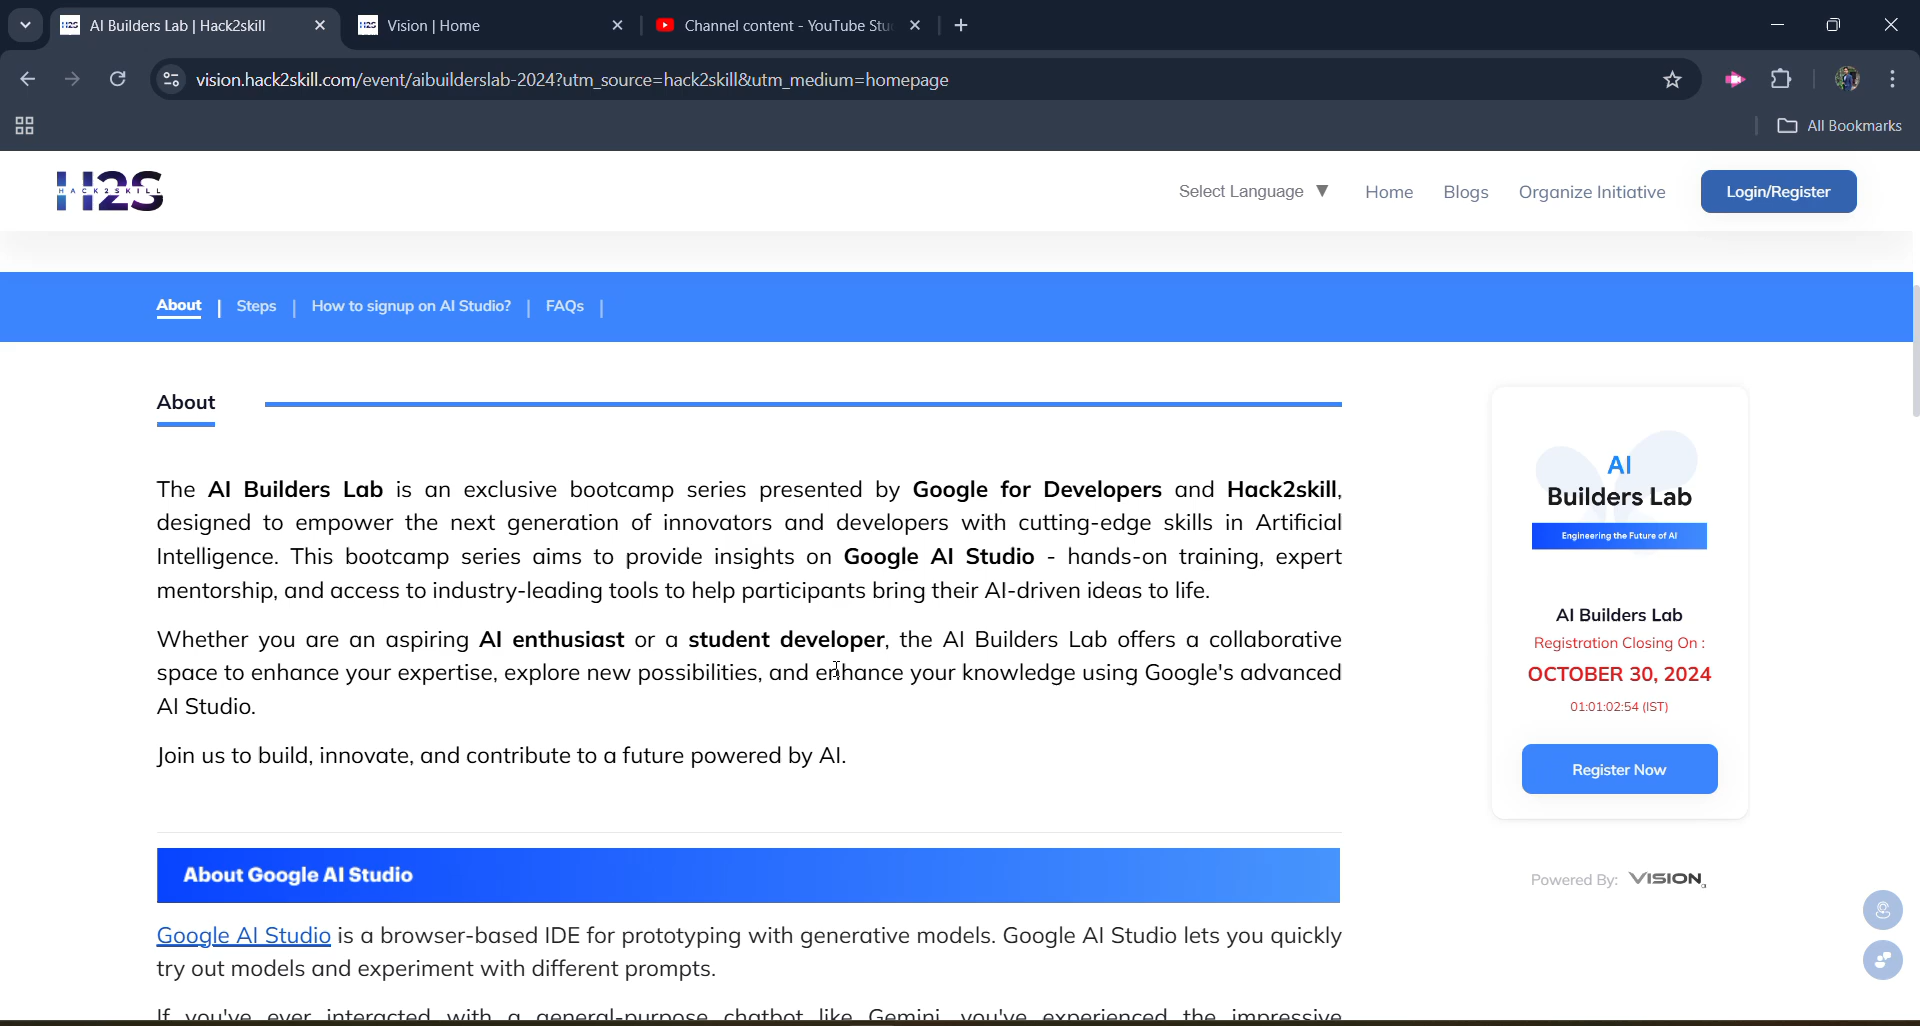 AI Builders Lab | Hack2skill
Vision | Home
Channel content - YouTube Stu
vision.hack2skill.com/event/aibuilderslab-2024?utm_source=hack2skill&utm_medium=homepage
All Bookmarks
H2S
HACK2SKILL
Select Language ▼
Home
Blogs
Organize Initiative
Login/Register
About | Steps | How to signup on AI Studio? | FAQs |
About
The AI Builders Lab is an exclusive bootcamp series presented by Google for Developers and Hack2skill,
designed to empower the next generation of innovators and developers with cutting-edge skills in Artificial
Intelligence. This bootcamp series aims to provide insights on Google AI Studio - hands-on training, expert
mentorship, and access to industry-leading tools to help participants bring their AI-driven ideas to life.
Whether you are an aspiring AI enthusiast or a student developer, the AI Builders Lab offers a collaborative
space to enhance your expertise, explore new possibilities, and enhance your knowledge using Google's advanced
AI Studio.
Join us to build, innovate, and contribute to a future powered by AI.
About Google AI Studio
Google AI Studio is a browser-based IDE for prototyping with generative models. Google AI Studio lets you quickly
try out models and experiment with different prompts.
If you've ever interacted with a general-purpose chatbot like Gemini, you've experienced the impressive
AI
Builders Lab
Engineering the Future of AI
AI Builders Lab
Registration Closing On :
OCTOBER 30, 2024
01:01:02:54 (IST)
Register Now
Powered By: VISION